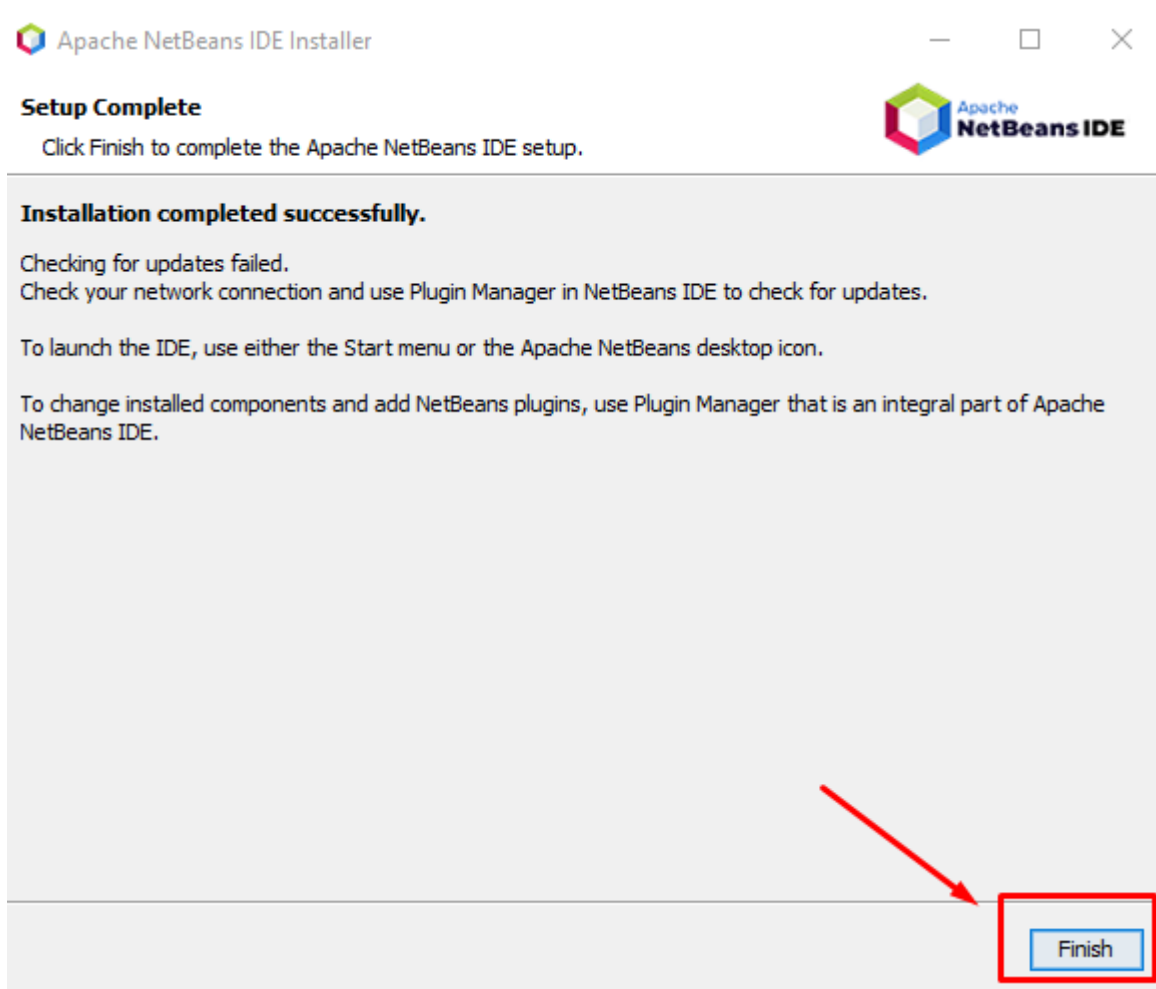 Apache NetBeans IDE Installer
Setup Complete
Click Finish to complete the Apache NetBeans IDE setup.
Apache
NetBeans IDE
Installation completed successfully.
Checking for updates failed.
Check your network connection and use Plugin Manager in NetBeans IDE to check for updates.
To launch the IDE, use either the Start menu or the Apache NetBeans desktop icon.
To change installed components and add NetBeans plugins, use Plugin Manager that is an integral part of Apache
NetBeans IDE.
Finish